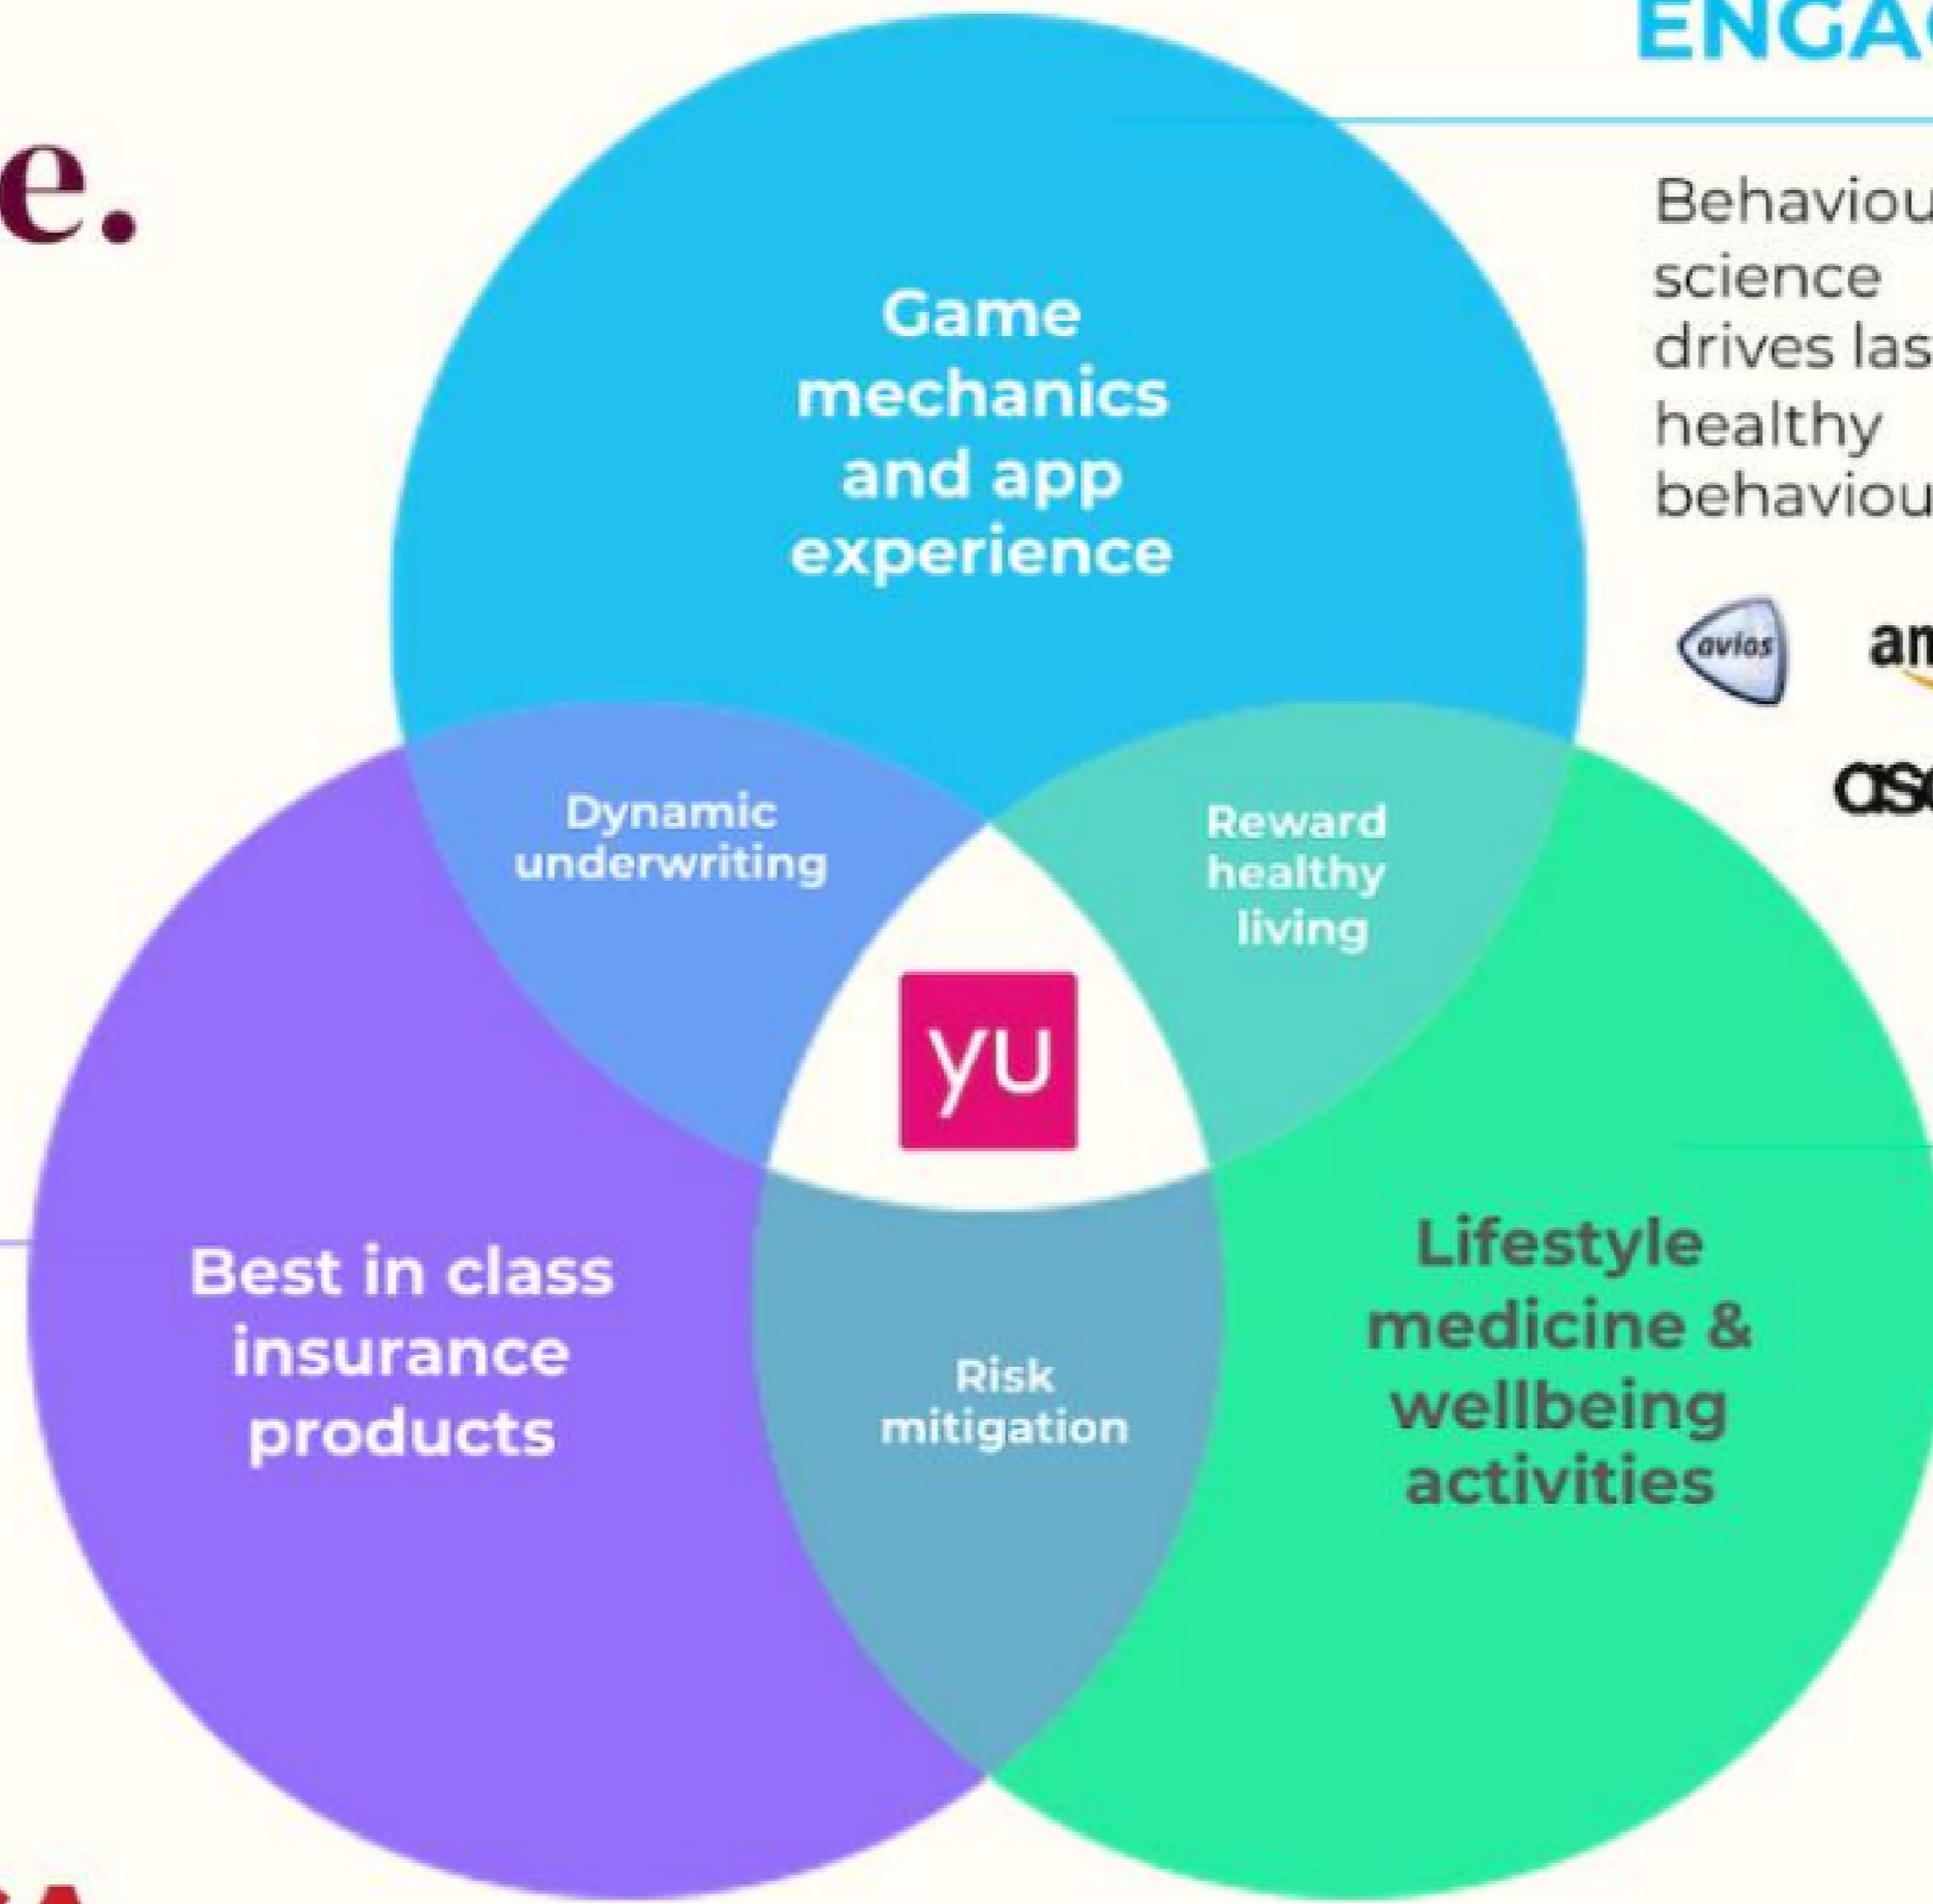 e.
Game
mechanics
and app
experience
Dynamic
underwriting
Reward
healthy
living
yu
Best in class
insurance
products
Risk
mitigation
Lifestyle
medicine &
wellbeing
activities
ENGA
Behaviou
science
drives las
healthy
behaviou
avios